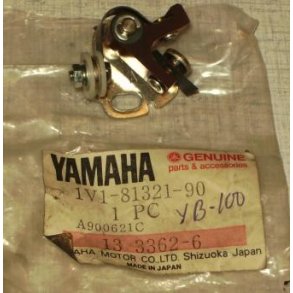 YAMAHA GENUINE
parts & accessories
1V1-81321-90
1 PC YB-100
A900621C
13 3362-6
YAMAHA MOTOR CO.,LTD. Shizuoka Japan
MADE IN JAPAN